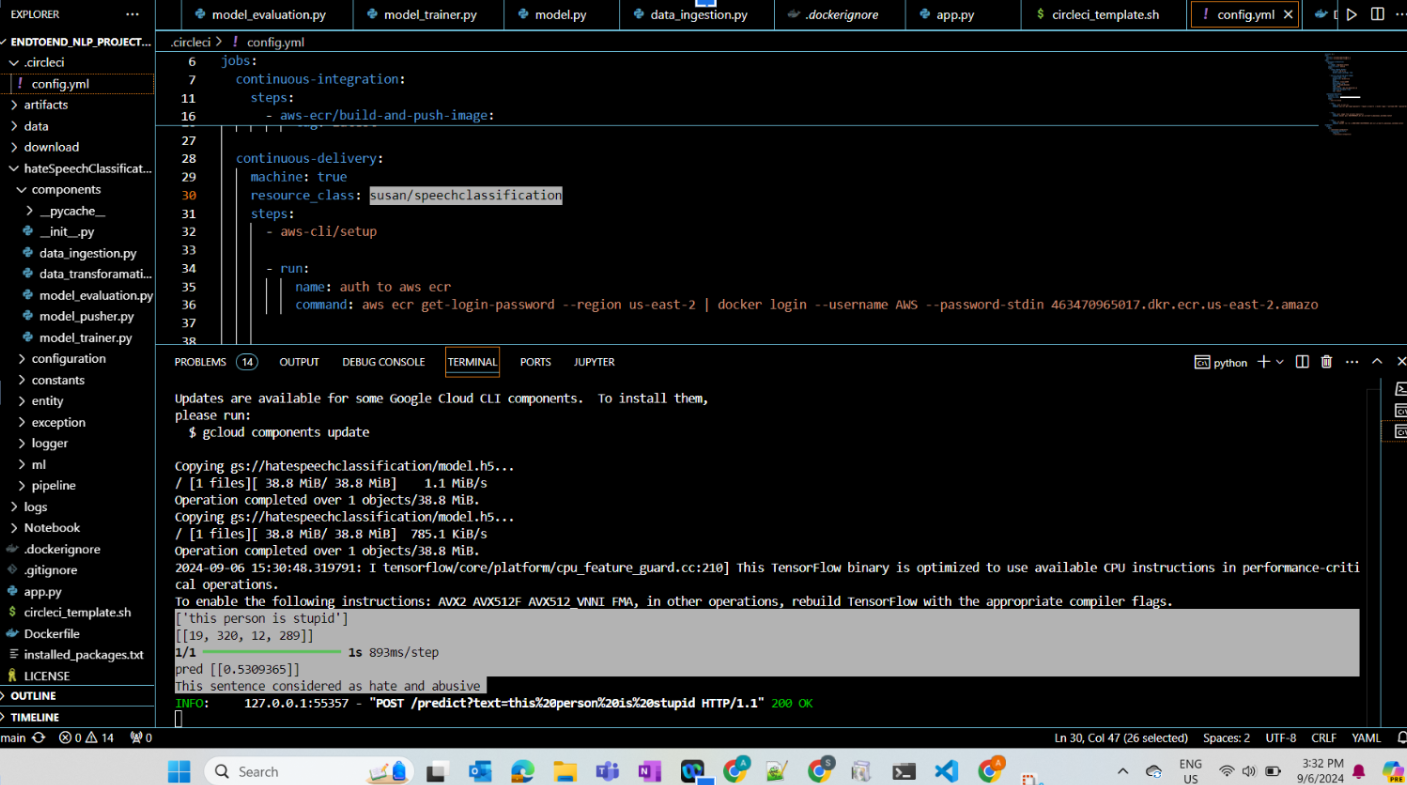 EXPLORER ...
model_evaluation.py
model_trainer.py
model.py
data_ingestion.py
.dockerignore
app.py
$ circleci_template.sh
! config.yml ×
ENDTOEND_NLP_PROJECT...
.circleci
! config.yml
artifacts
data
download
hateSpeechClassificat...
components
__pycache__
__init__.py
data_ingestion.py
data_transforamati...
model_evaluation.py
model_pusher.py
model_trainer.py
configuration
constants
entity
exception
logger
ml
pipeline
logs
Notebook
.dockerignore
.gitignore
app.py
$ circleci_template.sh
Dockerfile
installed_packages.txt
LICENSE
OUTLINE
TIMELINE
.circleci > ! config.yml
6 jobs:
7 continuous-integration:
11 steps:
16 - aws-ecr/build-and-push-image:
27
28 continuous-delivery:
29 machine: true
30 resource_class: susan/speechclassification
31 steps:
32 - aws-cli/setup
33
34 - run:
35 name: auth to aws ecr
36 command: aws ecr get-login-password --region us-east-2 | docker login --username AWS --password-stdin 463470965017.dkr.ecr.us-east-2.amazo
37
38
PROBLEMS 14 OUTPUT DEBUG CONSOLE TERMINAL PORTS JUPYTER
python
Updates are available for some Google Cloud CLI components. To install them,
please run:
$ gcloud components update
Copying gs://hatespeechclassification/model.h5...
/ [1 files][ 38.8 MiB/ 38.8 MiB] 1.1 MiB/s
Operation completed over 1 objects/38.8 MiB.
Copying gs://hatespeechclassification/model.h5...
/ [1 files][ 38.8 MiB/ 38.8 MiB] 785.1 KiB/s
Operation completed over 1 objects/38.8 MiB.
2024-09-06 15:30:48.319791: I tensorflow/core/platform/cpu_feature_guard.cc:210] This TensorFlow binary is optimized to use available CPU instructions in performance-criti
cal operations.
To enable the following instructions: AVX2 AVX512F AVX512_VNNI FMA, in other operations, rebuild TensorFlow with the appropriate compiler flags.
['this person is stupid']
[[19, 320, 12, 289]]
1/1 1s 893ms/step
pred [[0.5309365]]
This sentence considered as hate and abusive
INFO: 127.0.0.1:55357 - "POST /predict?text=this%20person%20is%20stupid HTTP/1.1" 200 OK
main 0 14 0
Ln 30, Col 47 (26 selected) Spaces: 2 UTF-8 CRLF YAML
Search
ENG
US
3:32 PM
9/6/2024